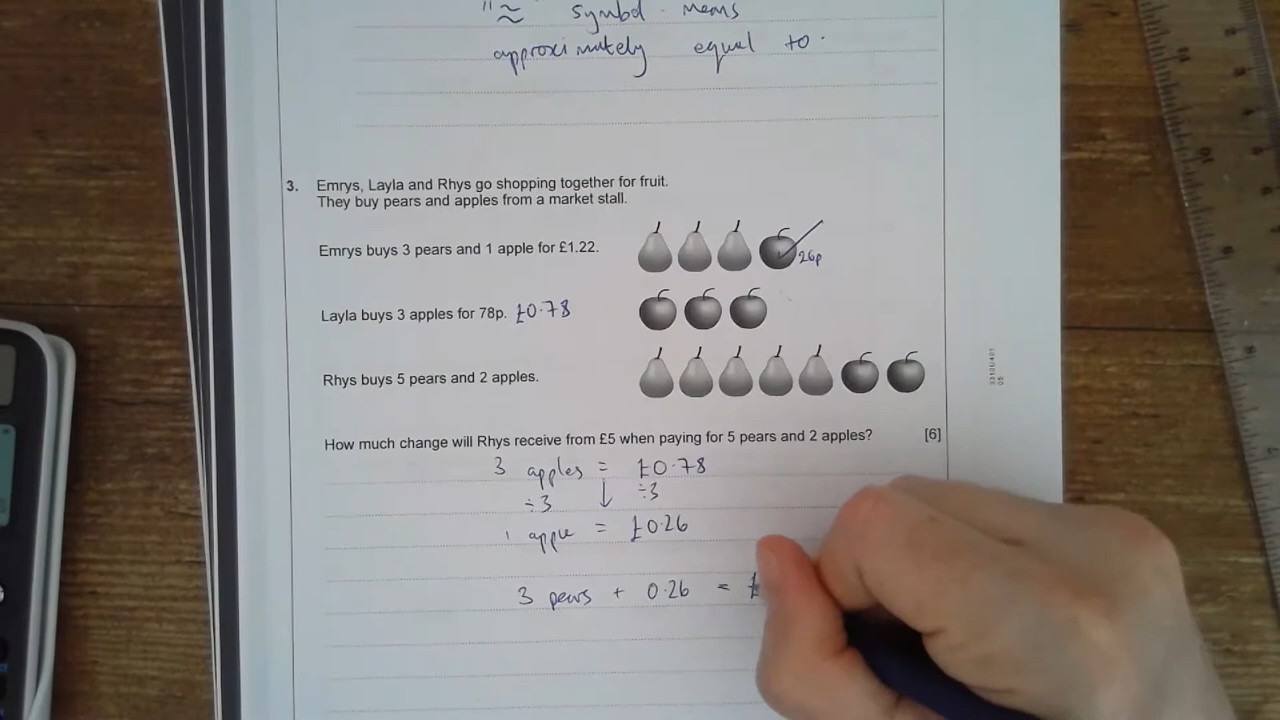 "≈ symbol means
approximately equal to.
3. Emrys, Layla and Rhys go shopping together for fruit.
They buy pears and apples from a market stall.
Emrys buys 3 pears and 1 apple for £1.22.
26p
Layla buys 3 apples for 78p. £0.78
Rhys buys 5 pears and 2 apples.
How much change will Rhys receive from £5 when paying for 5 pears and 2 apples? [6]
3 apples = £0.78
÷3 ↓ ÷3
1 apple = £0.26
3 pears + 0.26 = £